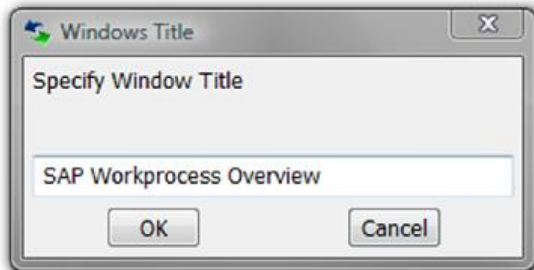 Windows Title
Specify Window Title
SAP Workprocess Overview
OK Cancel